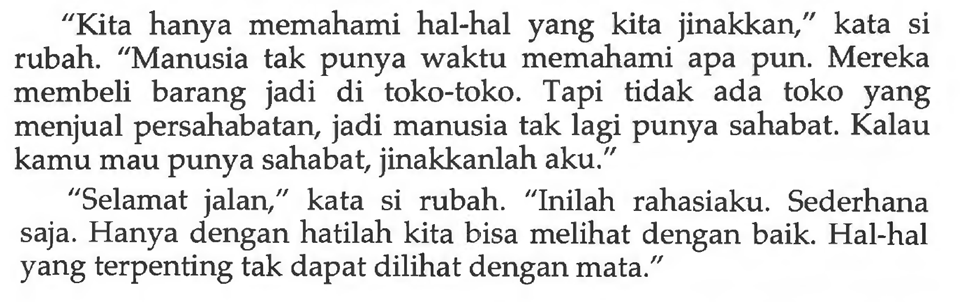 “Kita hanya memahami hal-hal yang kita jinakkan,” kata si
rubah. “Manusia tak punya waktu memahami apa pun. Mereka
membeli barang jadi di toko-toko. Tapi tidak ada toko yang
menjual persahabatan, jadi manusia tak lagi punya sahabat. Kalau
kamu mau punya sahabat, jinakkanlah aku.”
“Selamat jalan,” kata si rubah. “Inilah rahasiaku. Sederhana
saja. Hanya dengan hatilah kita bisa melihat dengan baik. Hal-hal
yang terpenting tak dapat dilihat dengan mata.”